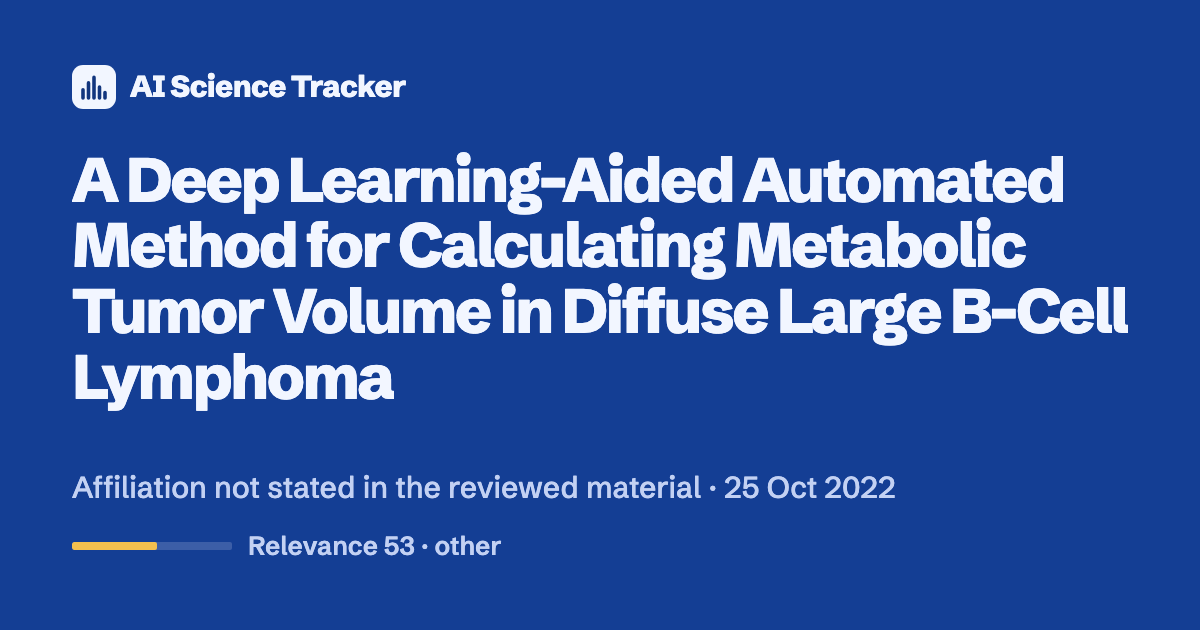 AI Science Tracker
A Deep Learning-Aided Automated
Method for Calculating Metabolic
Tumor Volume in Diffuse Large B-Cell
Lymphoma
Affiliation not stated in the reviewed material · 25 Oct 2022
Relevance 53 · other